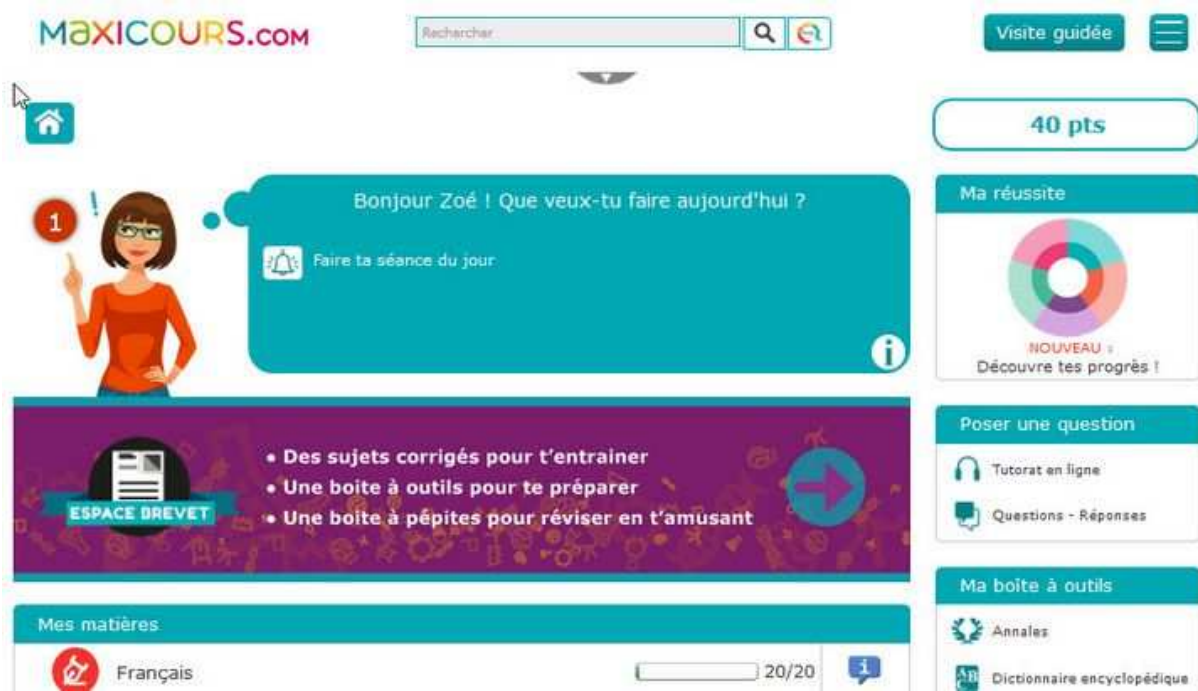 MaxICOURS.COM
Rechercher
Visite guidée
40 pts
1
Bonjour Zoé ! Que veux-tu faire aujourd'hui ?
Faire ta séance du jour
i
Ma réussite
NOUVEAU :
Découvre tes progrès !
ESPACE BREVET
• Des sujets corrigés pour t'entrainer
• Une boite à outils pour te préparer
• Une boite à pépites pour réviser en t'amusant
Poser une question
Tutorat en ligne
Questions - Réponses
Mes matières
Français
20/20
i
Ma boîte à outils
Annales
Dictionnaire encyclopédique